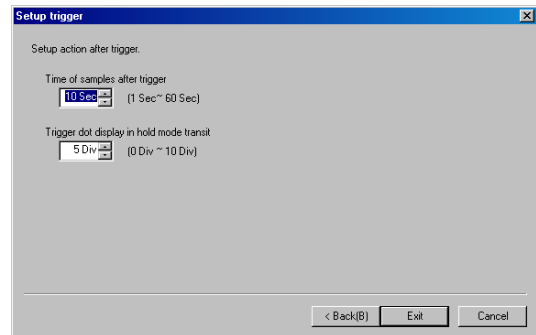 Setup trigger
Setup action after trigger.
Time of samples after trigger
10 Sec (1 Sec~ 60 Sec)
Trigger dot display in hold mode transit
5 Div (0 Div ~ 10 Div)
< Back(B) Exit Cancel